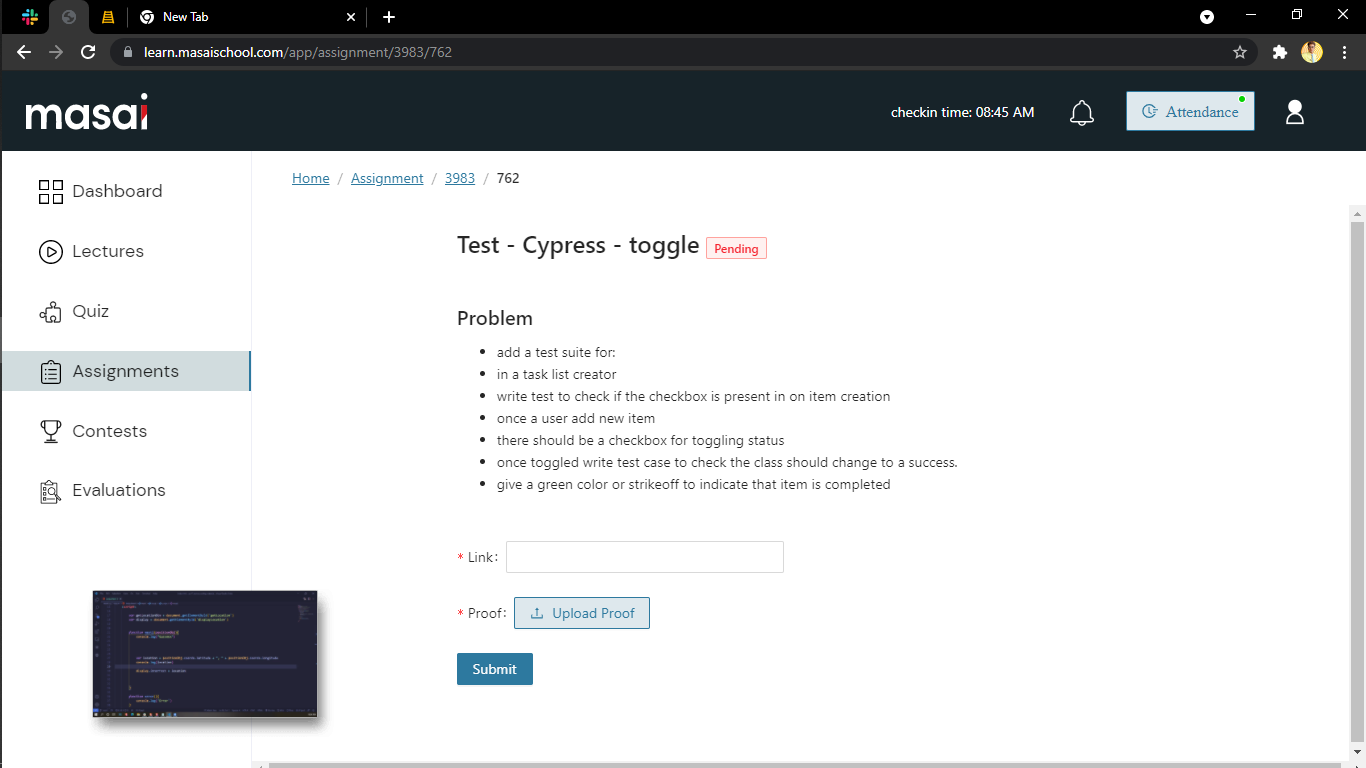 New Tab
learn.masaischool.com/app/assignment/3983/762
masai
checkin time: 08:45 AM
Attendance
Dashboard
Lectures
Quiz
Assignments
Contests
Evaluations
Home / Assignment / 3983 / 762
Test - Cypress - toggle Pending
Problem
add a test suite for:
in a task list creator
write test to check if the checkbox is present in on item creation
once a user add new item
there should be a checkbox for toggling status
once toggled write test case to check the class should change to a success.
give a green color or strikeoff to indicate that item is completed
* Link:
* Proof: Upload Proof
Submit